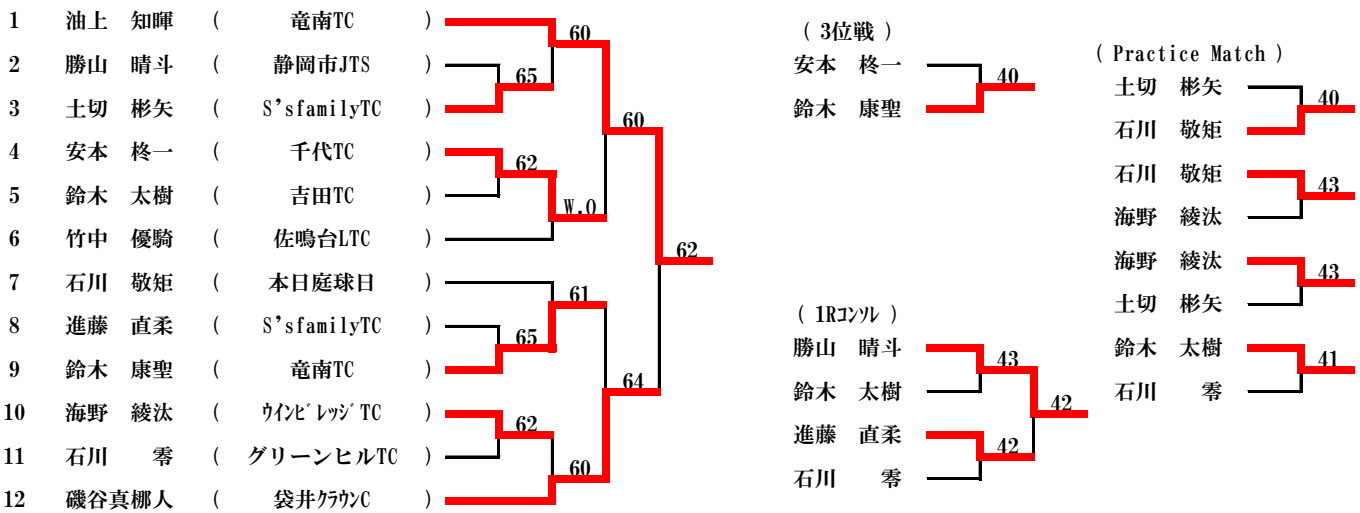 1 油上 知暉 ( 竜南TC )
2 勝山 晴斗 ( 静岡市JTS )
3 土切 彬矢 ( S’sfamilyTC )
4 安本 柊一 ( 千代TC )
5 鈴木 太樹 ( 吉田TC )
6 竹中 優騎 ( 佐鳴台LTC )
7 石川 敬矩 ( 本日庭球日 )
8 進藤 直柔 ( S’sfamilyTC )
9 鈴木 康聖 ( 竜南TC )
10 海野 綾汰 ( ウインビレッジTC )
11 石川 零 ( グリーンヒルTC )
12 磯谷真梛人 ( 袋井クラウンC )
65
62
65
62
60
W.O
61
60
60
64
62
( 3位戦 )
安本 柊一
鈴木 康聖
40
( 1Rコンソレ )
勝山 晴斗
鈴木 太樹
進藤 直柔
石川 零
43
42
42
( Practice Match )
土切 彬矢
石川 敬矩
40
石川 敬矩
海野 綾汰
43
海野 綾汰
土切 彬矢
43
鈴木 太樹
石川 零
41